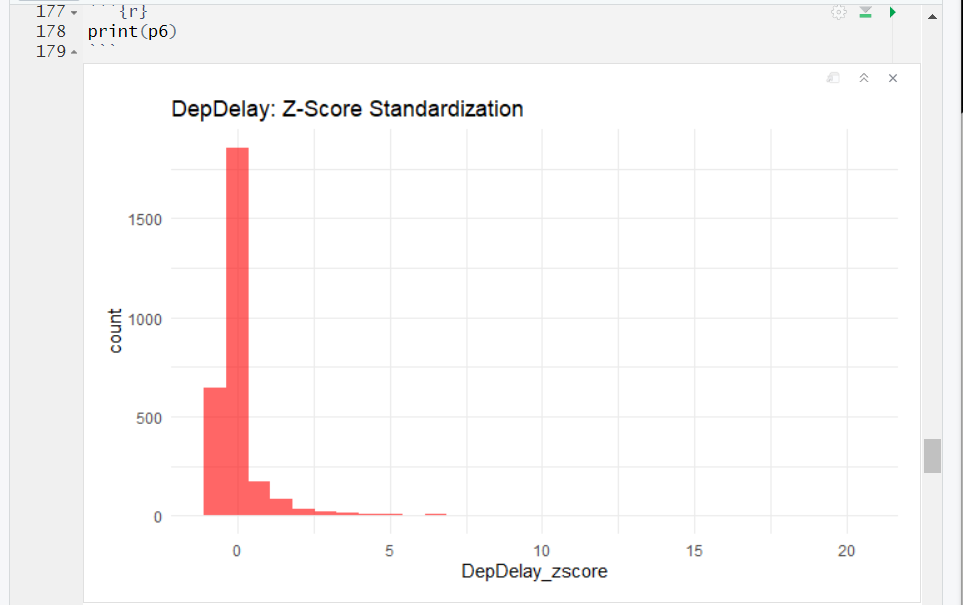 177 ```{r}
178 print(p6)
179 ```
DepDelay: Z-Score Standardization
1500
1000
500
0
count
0 5 10 15 20
DepDelay_zscore